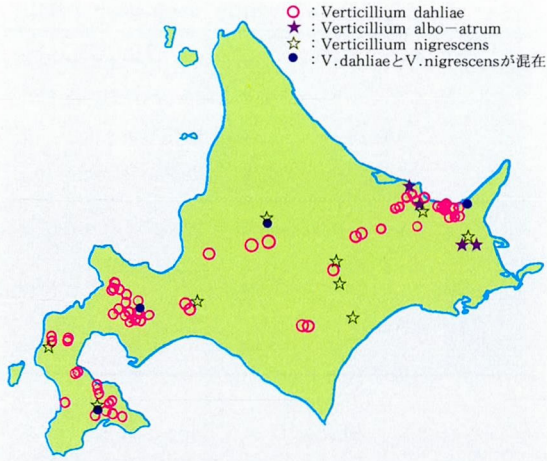 ○：Verticillium dahliae
★：Verticillium albo－atrum
☆：Verticillium nigrescens
●：V.dahliaeとV.nigrescensが混在